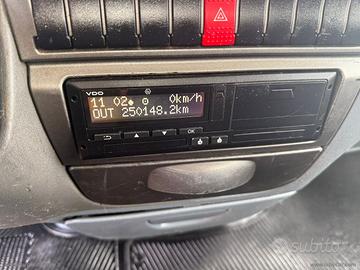 VDO
11 02 0km/h
OUT 250148.2km
OK
subito